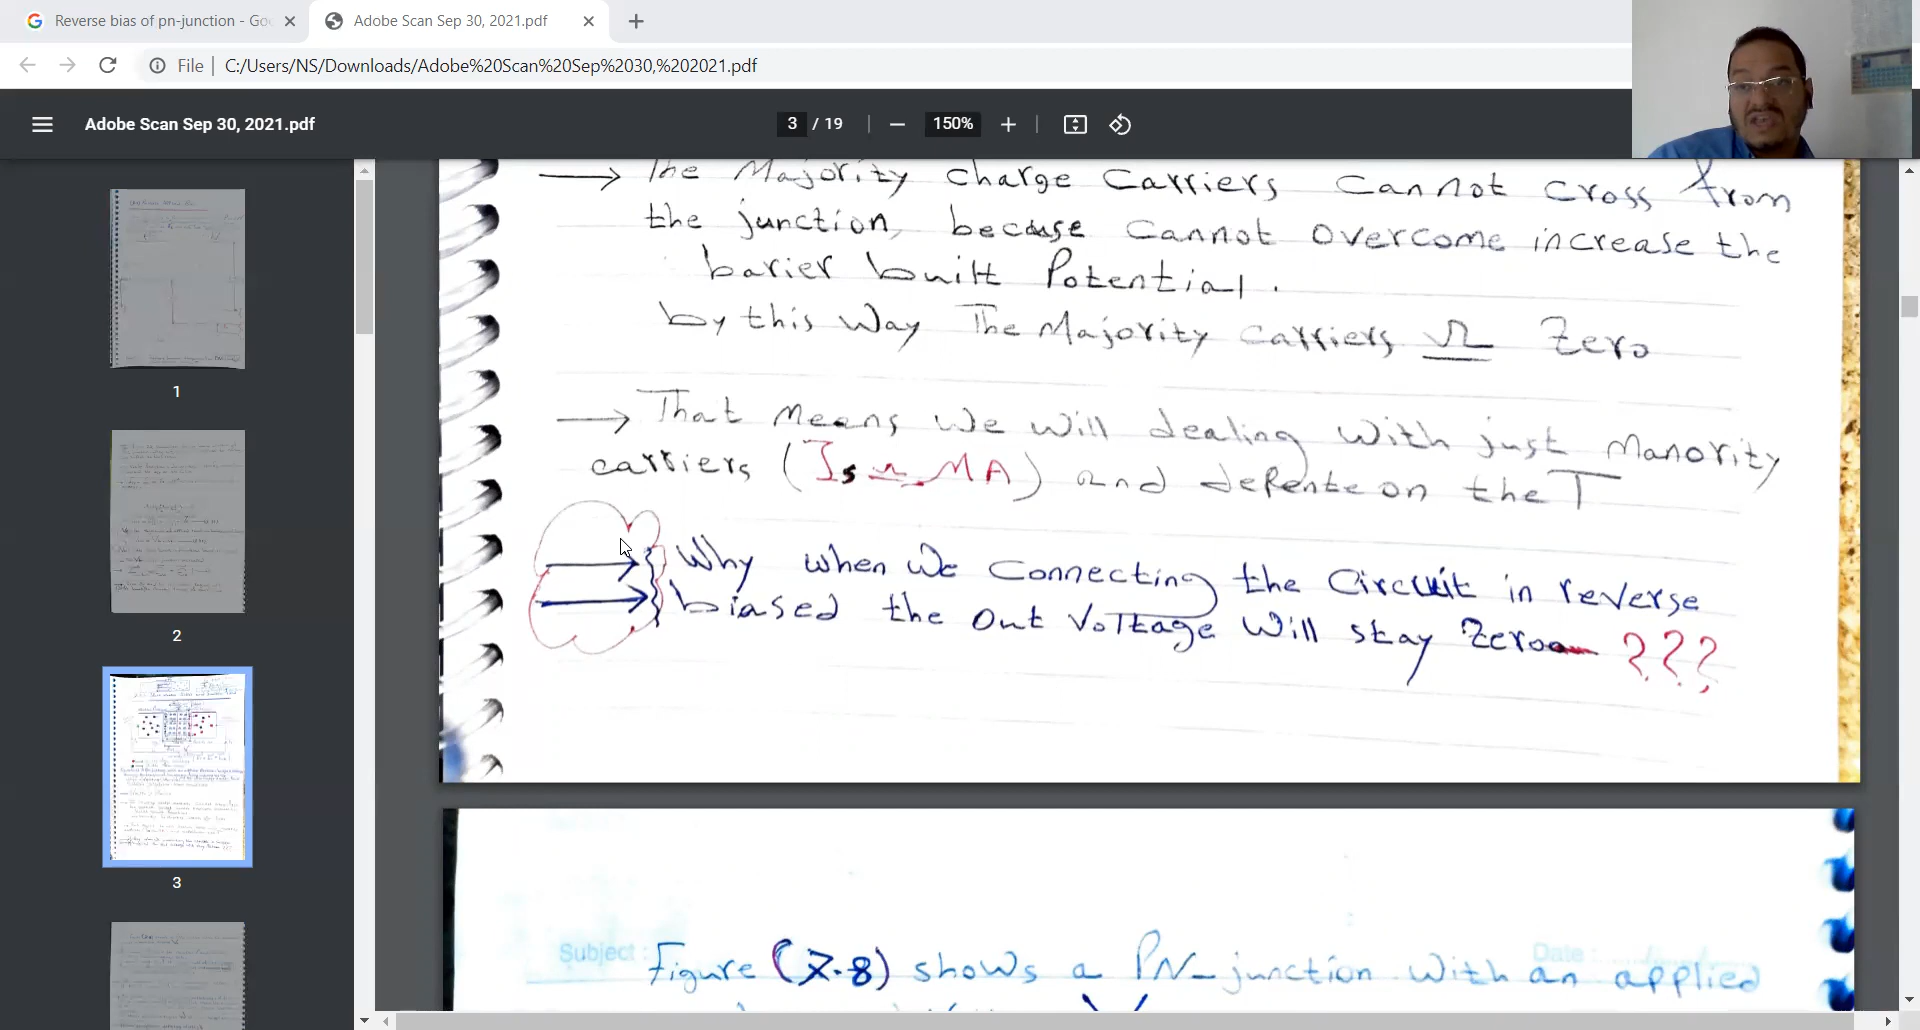 Reverse bias of pn-junction - Goo
Adobe Scan Sep 30, 2021.pdf
File | C:/Users/NS/Downloads/Adobe%20Scan%20Sep%2030,%202021.pdf
Adobe Scan Sep 30, 2021.pdf
3 / 19
150%
1
2
3
→ The Majority charge carriers cannot cross from
the junction, because cannot overcome increase the
barier built Potential.
by this way The Majority carriers Zero
→ That means we will dealing with just Manority
carriers (Is ≃ MA) and depente on the T
Why when we connecting the circuit in reverse
biased the out voltage will stay zero ???
Subject :
Date :
Figure (7.8) shows a PN-junction with an applied